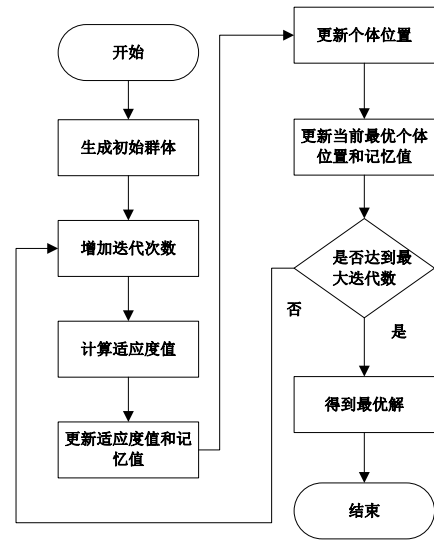 开始
生成初始群体
增加迭代次数
计算适应度值
更新适应度值和记
忆值
更新个体位置
更新当前最优个体
位置和记忆值
是否达到最
大迭代数
否
是
得到最优解
结束